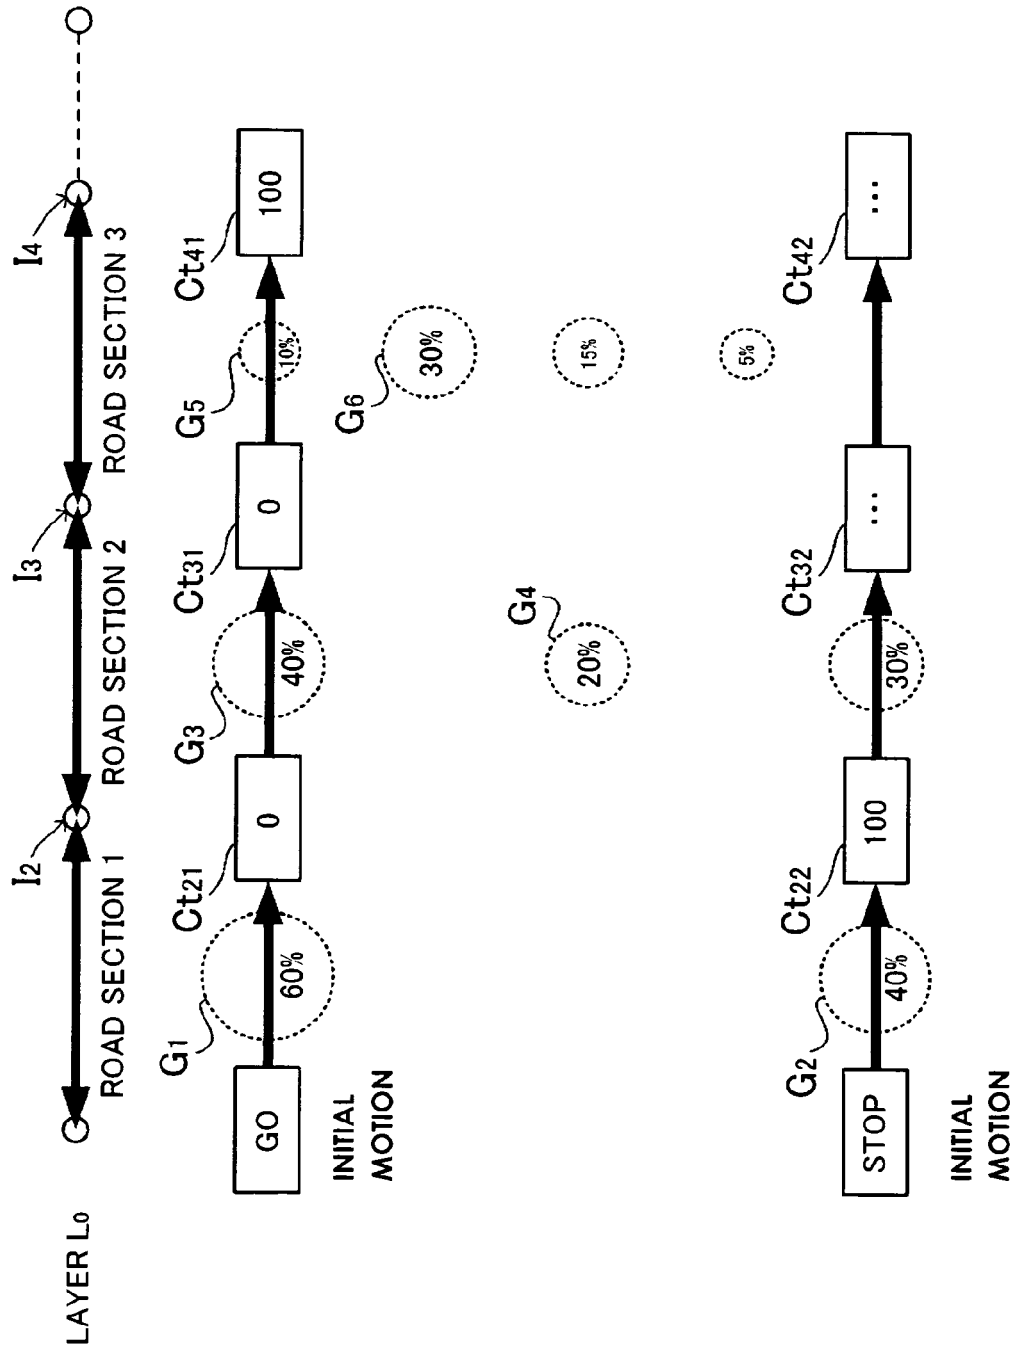 LAYER L0
I2
I3
I4
ROAD SECTION 1
ROAD SECTION 2
ROAD SECTION 3
G1
Ct21
G3
Ct31
G5
Ct41
GO
60%
0
40%
0
10%
100
INITIAL
MOTION
G6
30%
G4
20%
15%
5%
G2
Ct22
Ct32
Ct42
STOP
40%
100
30%
...
...
INITIAL
MOTION